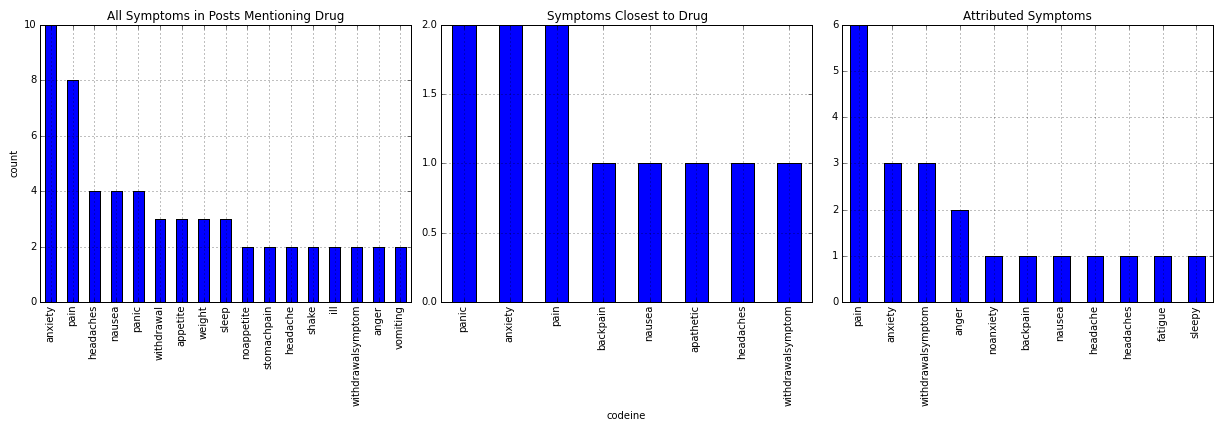 All Symptoms in Posts Mentioning Drug
count
10
8
6
4
2
0
anxiety
pain
headaches
nausea
panic
withdrawal
appetite
weight
sleep
noappetite
stomachpain
headache
shake
ill
withdrawalsymptom
anger
vomiting
Symptoms Closest to Drug
2.0
1.5
1.0
0.5
0.0
panic
anxiety
pain
backpain
nausea
apathetic
headaches
withdrawalsymptom
codeine
Attributed Symptoms
6
5
4
3
2
1
0
pain
anxiety
withdrawalsymptom
anger
noanxiety
backpain
nausea
headache
headaches
fatigue
sleepy